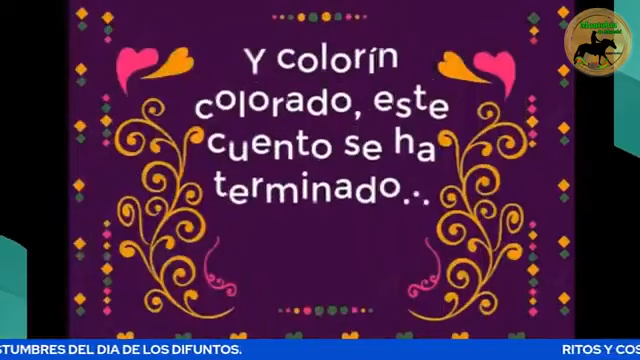 Y colorín
colorado, este
cuento se ha
terminado...
STUMBRES DEL DIA DE LOS DIFUNTOS.
RITOS Y COS